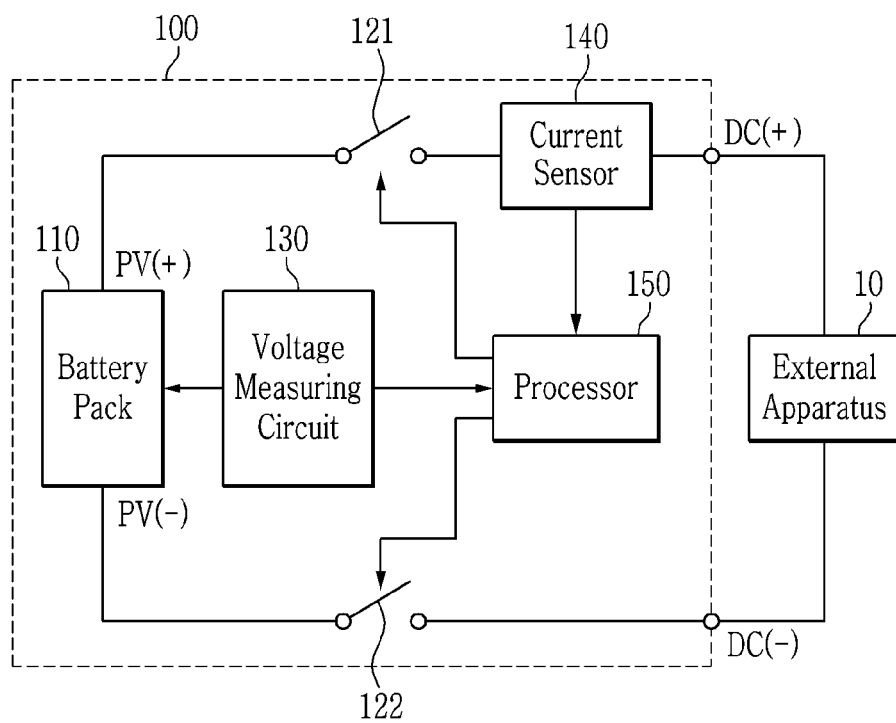 100
121
140
Current
Sensor
DC(+)
110
PV(+)
130
150
10
Battery
Pack
Voltage
Measuring
Circuit
Processor
External
Apparatus
PV(-)
DC(-)
122